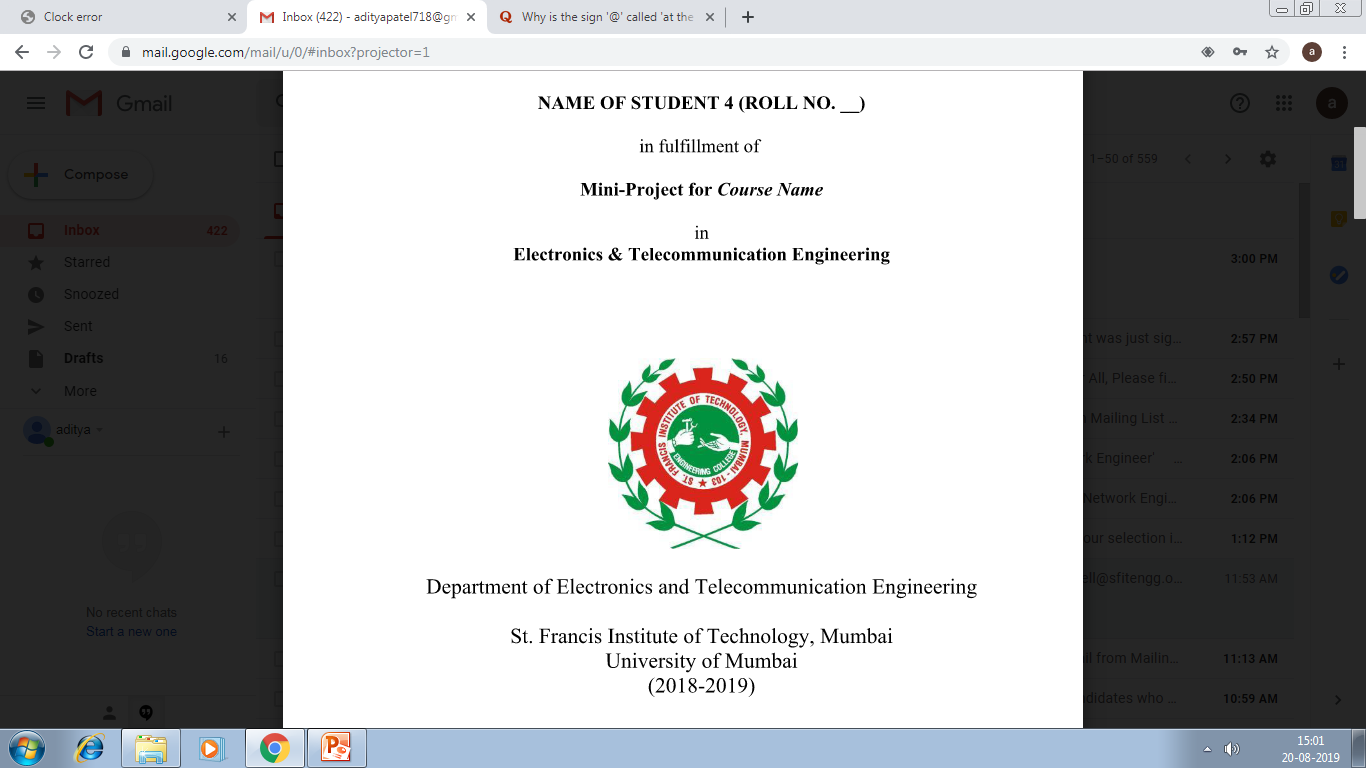 Clock error
Inbox (422) - adityapatel718@gm
Why is the sign '@' called 'at the
mail.google.com/mail/u/0/#inbox?projector=1
a
Gmail
a
Compose
1–50 of 559
Inbox 422
Starred
Snoozed
Sent
Drafts 16
More
aditya
No recent chats
Start a new one
NAME OF STUDENT 4 (ROLL NO. __)
in fulfillment of
Mini-Project for Course Name
in
Electronics & Telecommunication Engineering
ST. FRANCIS INSTITUTE OF TECHNOLOGY, MUMBAI - 103
ENGINEERING COLLEGE
Department of Electronics and Telecommunication Engineering
St. Francis Institute of Technology, Mumbai
University of Mumbai
(2018-2019)
3:00 PM
was just sig... 2:57 PM
All, Please fi... 2:50 PM
Mailing List ... 2:34 PM
Engineer` 2:06 PM
Network Engi... 2:06 PM
our selection i... 1:12 PM
ell@sfitengg.o... 11:53 AM
from Mailin... 11:13 AM
didates who ... 10:59 AM
15:01
20-08-2019